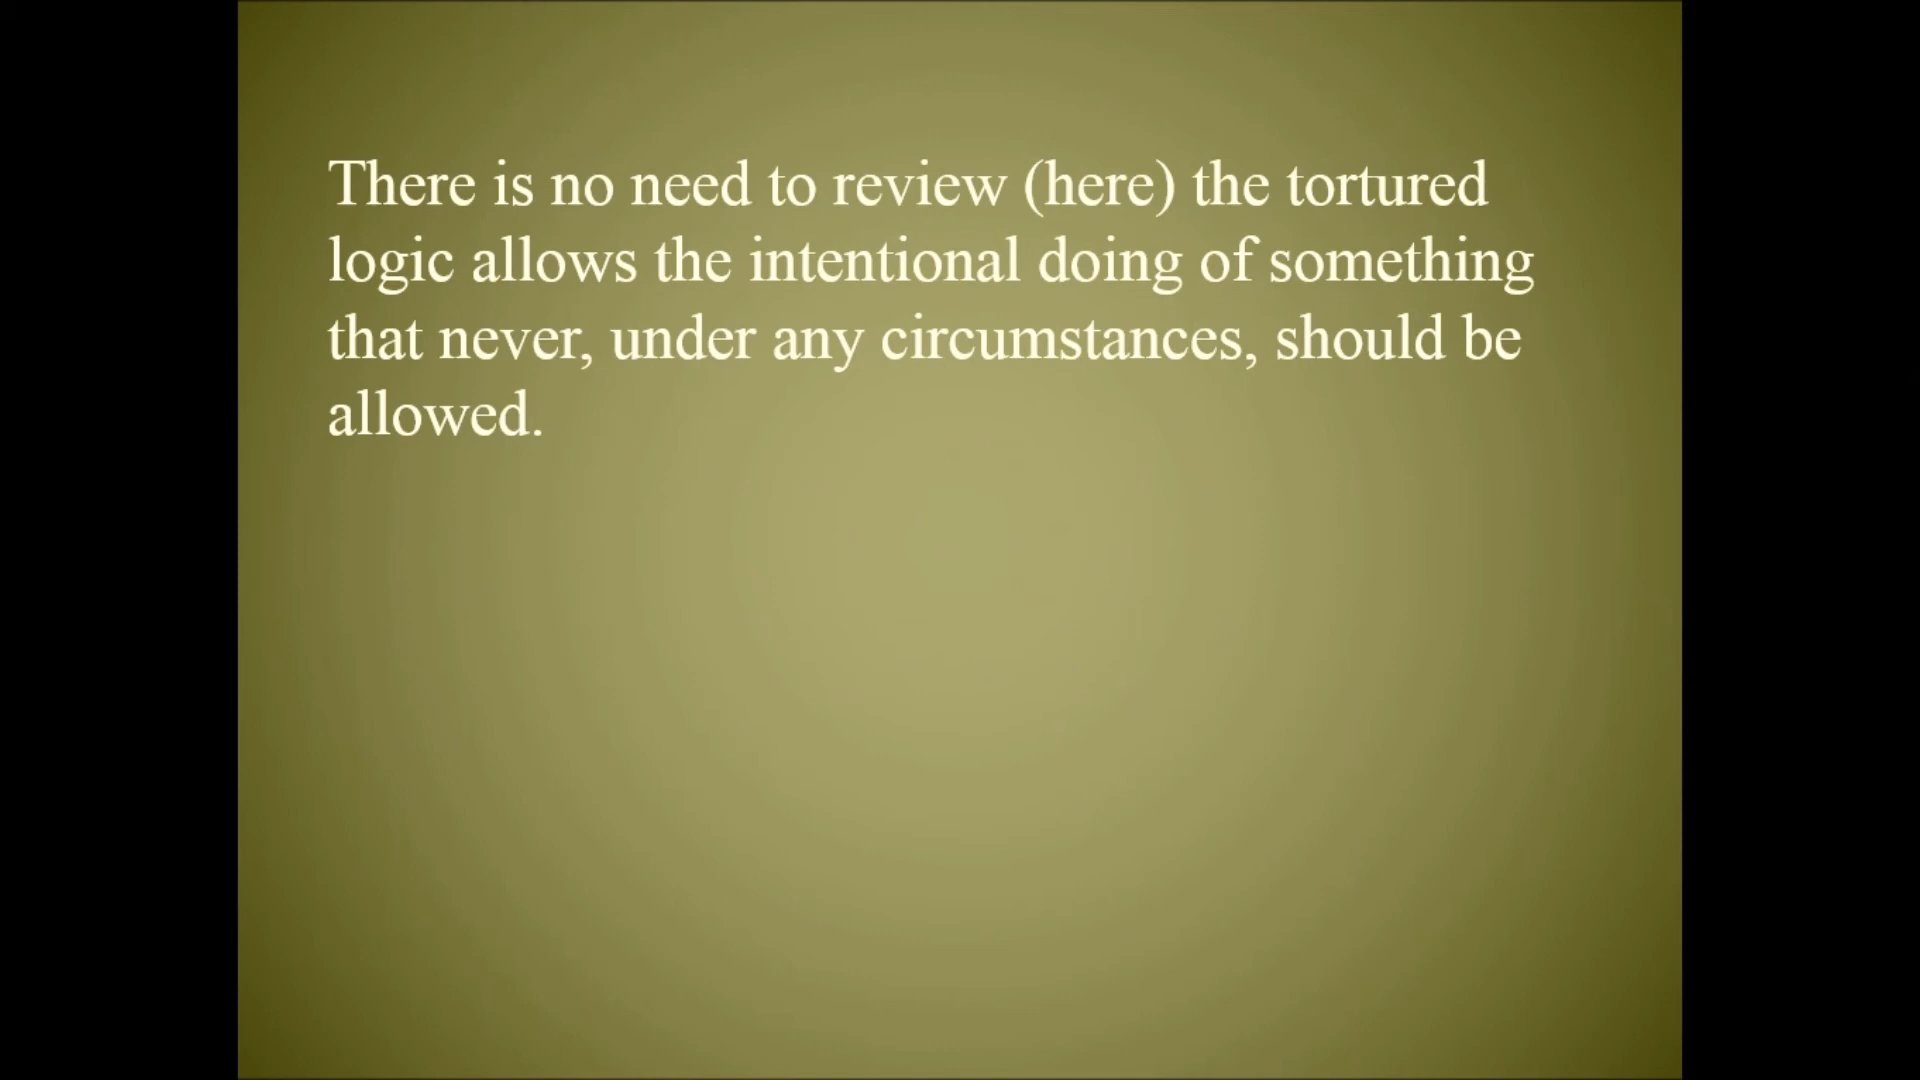 There is no need to review (here) the tortured
logic allows the intentional doing of something
that never, under any circumstances, should be
allowed.